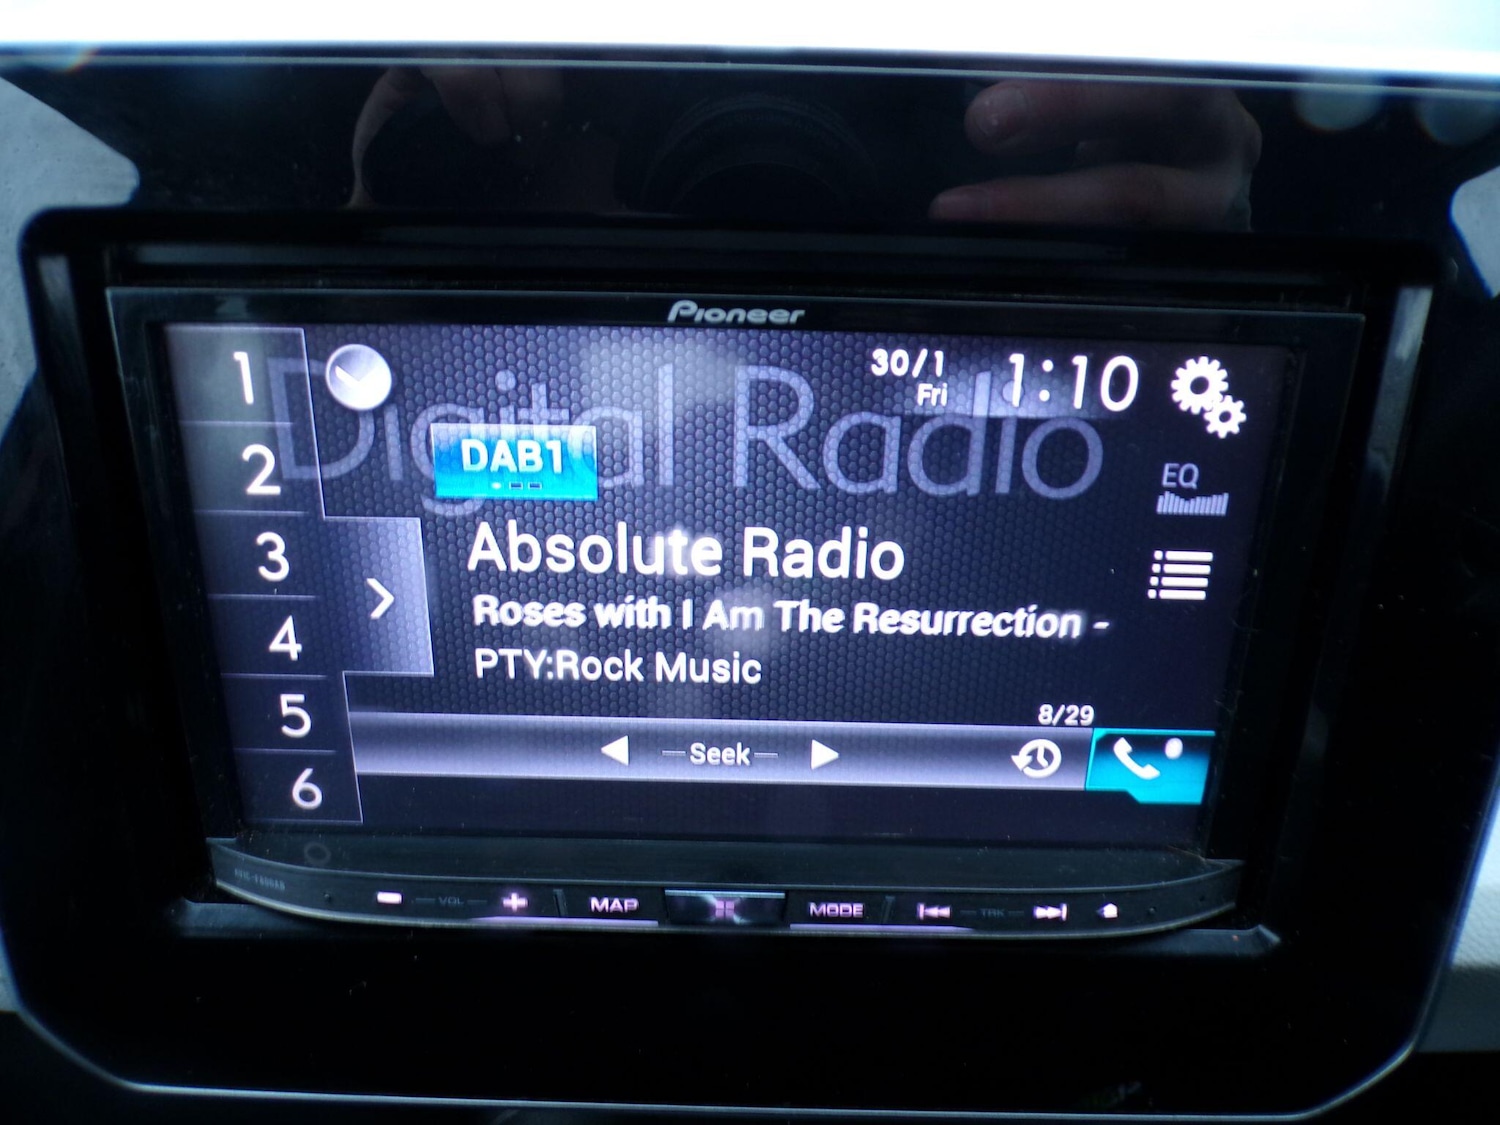 Pioneer
1
2
3
4
5
6
Digital Radio
30/1
Fri
1:10
DAB1
EQ
Absolute Radio
Roses with I Am The Resurrection -
PTY:Rock Music
8/29
Seek
VOL
MAP
MODE
TRK